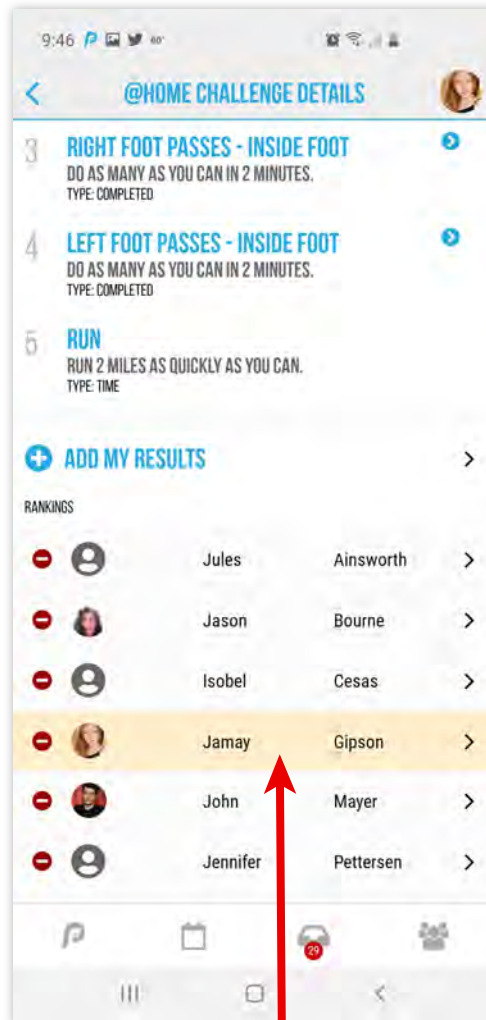 9:46 60°
@HOME CHALLENGE DETAILS
3 RIGHT FOOT PASSES - INSIDE FOOT
DO AS MANY AS YOU CAN IN 2 MINUTES.
TYPE: COMPLETED
4 LEFT FOOT PASSES - INSIDE FOOT
DO AS MANY AS YOU CAN IN 2 MINUTES.
TYPE: COMPLETED
5 RUN
RUN 2 MILES AS QUICKLY AS YOU CAN.
TYPE: TIME
ADD MY RESULTS
RANKINGS
Jules Ainsworth
Jason Bourne
Isobel Cesas
Jamay Gipson
John Mayer
Jennifer Pettersen
29